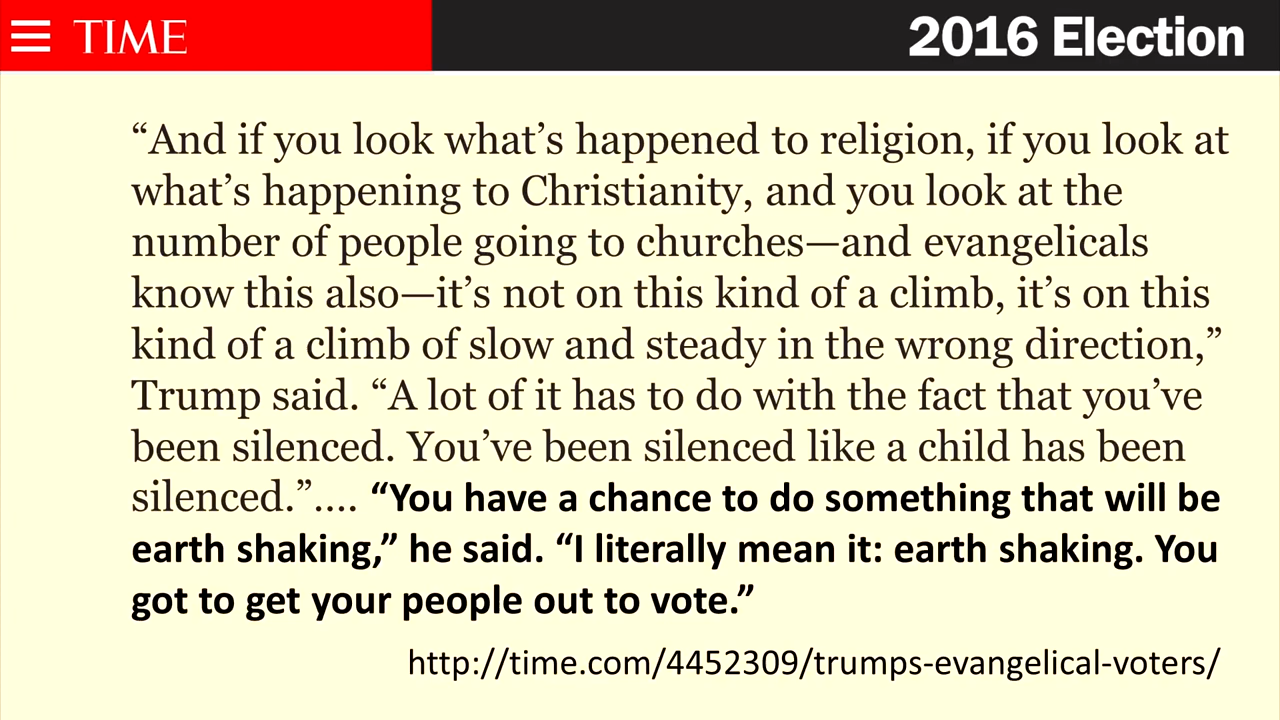 TIME
2016 Election
“And if you look what’s happened to religion, if you look at
what’s happening to Christianity, and you look at the
number of people going to churches—and evangelicals
know this also—it’s not on this kind of a climb, it’s on this
kind of a climb of slow and steady in the wrong direction,”
Trump said. “A lot of it has to do with the fact that you’ve
been silenced. You’ve been silenced like a child has been
silenced.”.... “You have a chance to do something that will be
earth shaking,” he said. “I literally mean it: earth shaking. You
got to get your people out to vote.”
http://time.com/4452309/trumps-evangelical-voters/